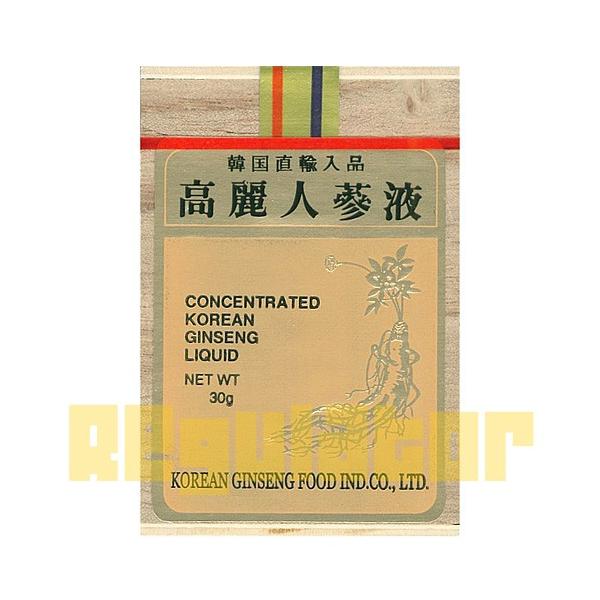 韓国直輸入品
高麗人蔘液
CONCENTRATED
KOREAN
GINSENG
LIQUID
NET WT
30g
Regulator
KOREAN GINSENG FOOD IND.CO., LTD.